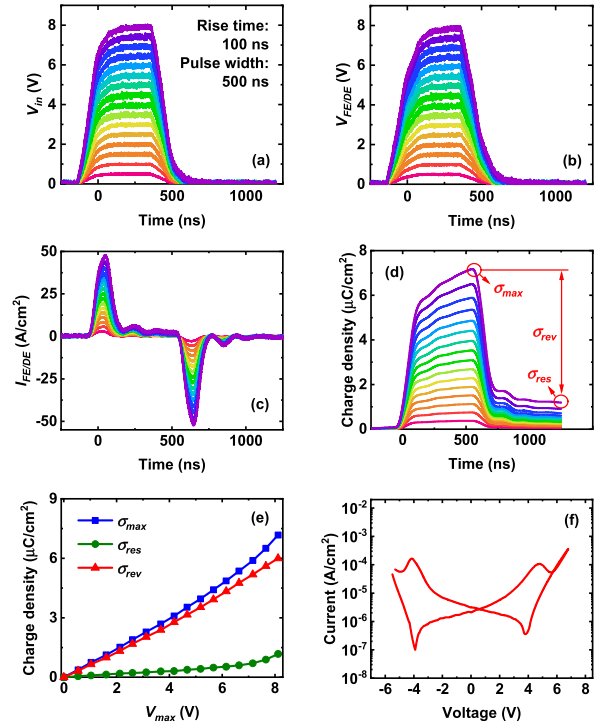 8
6
4
2
0
V_in (V)
Rise time:
100 ns
Pulse width:
500 ns
(a)
0 500 1000
Time (ns)
8
6
4
2
0
V_FE/DE (V)
(b)
0 500 1000
Time (ns)
50
25
0
-25
-50
I_FE/DE (A/cm²)
(c)
0 500 1000
Time (ns)
8
6
4
2
0
Charge density (μC/cm²)
(d)
σ_max
σ_rev
σ_res
0 500 1000
Time (ns)
9
6
3
0
Charge density (μC/cm²)
σ_max
σ_res
σ_rev
(e)
0 2 4 6 8
V_max (V)
10⁻²
10⁻³
10⁻⁴
10⁻⁵
10⁻⁶
10⁻⁷
10⁻⁸
Current (A/cm²)
(f)
-6 -4 -2 0 2 4 6 8
Voltage (V)